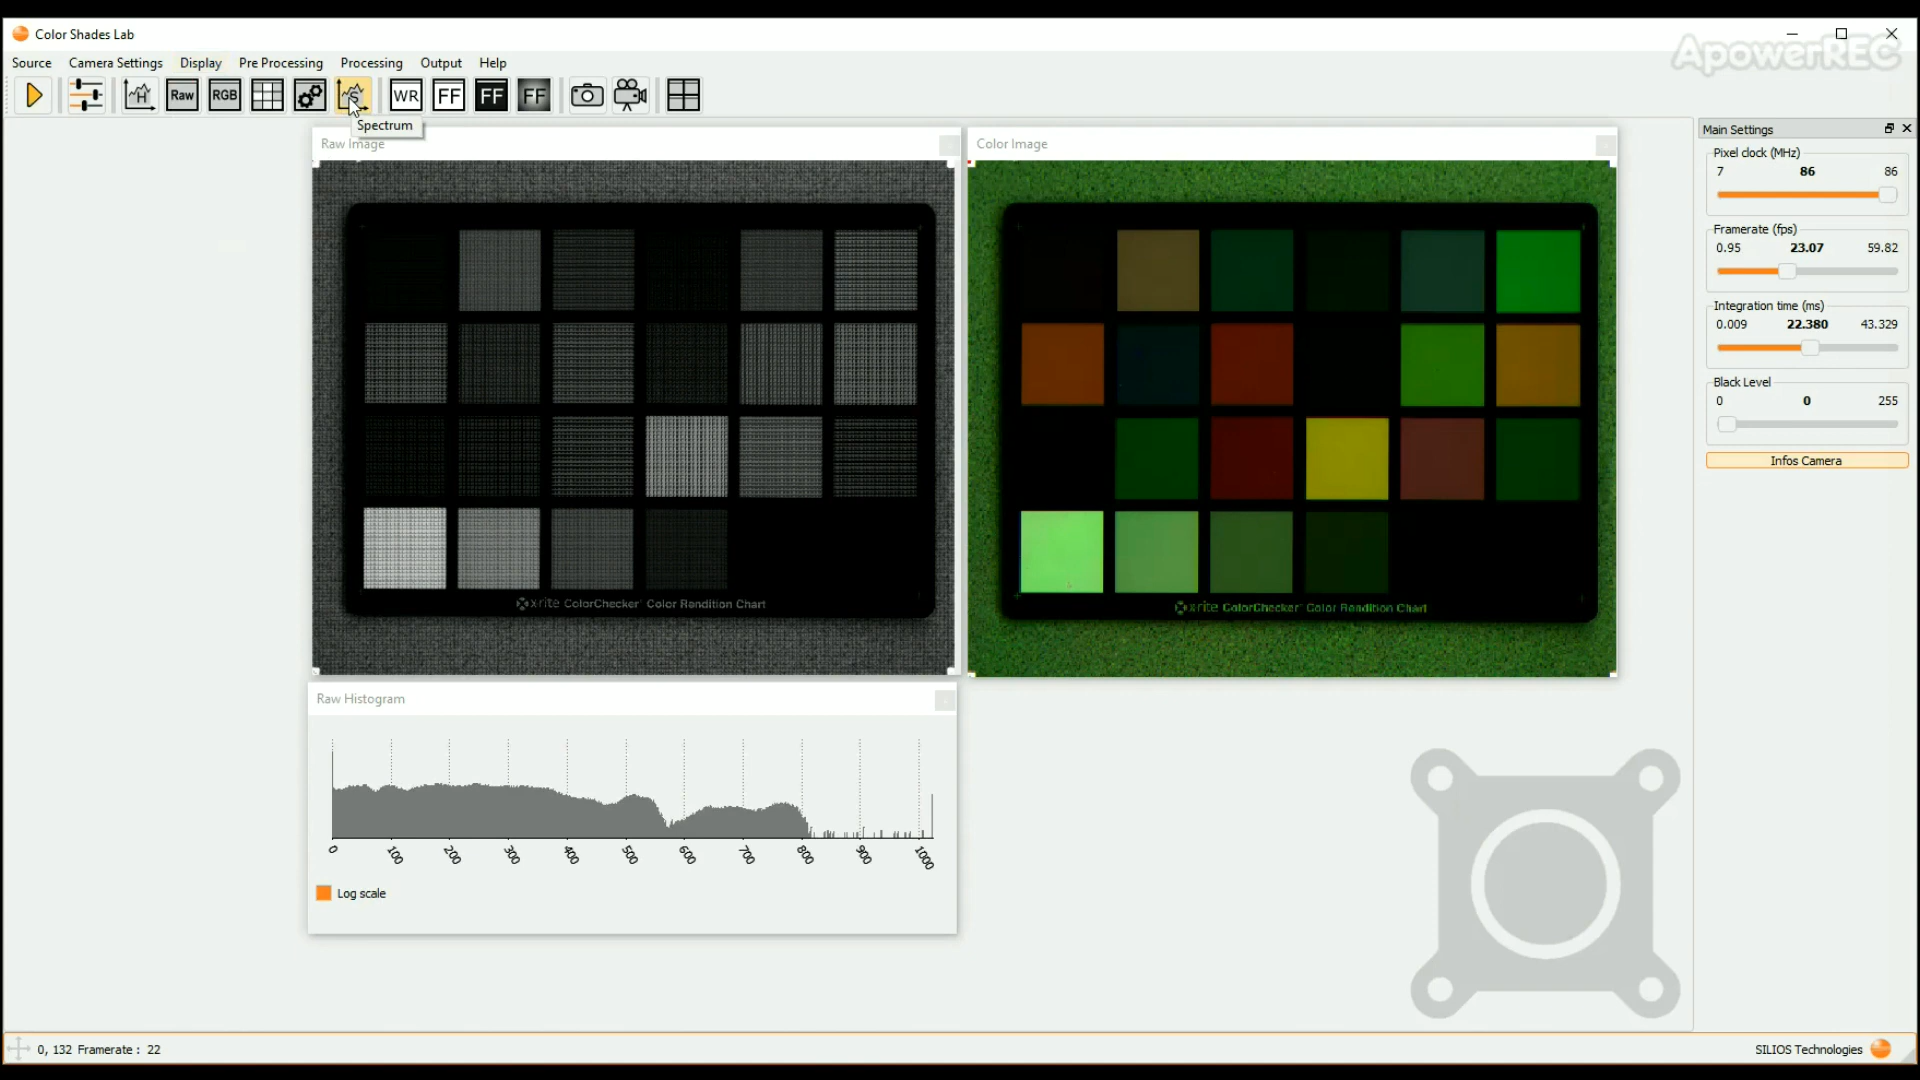 Color Shades Lab
ApowerREC
Source Camera Settings Display Pre Processing Processing Output Help
H Raw RGB S WR FF FF FF
Spectrum
Raw Image
Color Image
xrite ColorChecker Color Rendition Chart
xrite ColorChecker Color Rendition Chart
Raw Histogram
0 100 200 300 400 500 600 700 800 900 1000
Log scale
Main Settings
Pixel clock (MHz)
7 86 86
Framerate (fps)
0.95 23.07 59.82
Integration time (ms)
0.009 22.380 43.329
Black Level
0 0 255
Infos Camera
0, 132 Framerate : 22
SILIOS Technologies